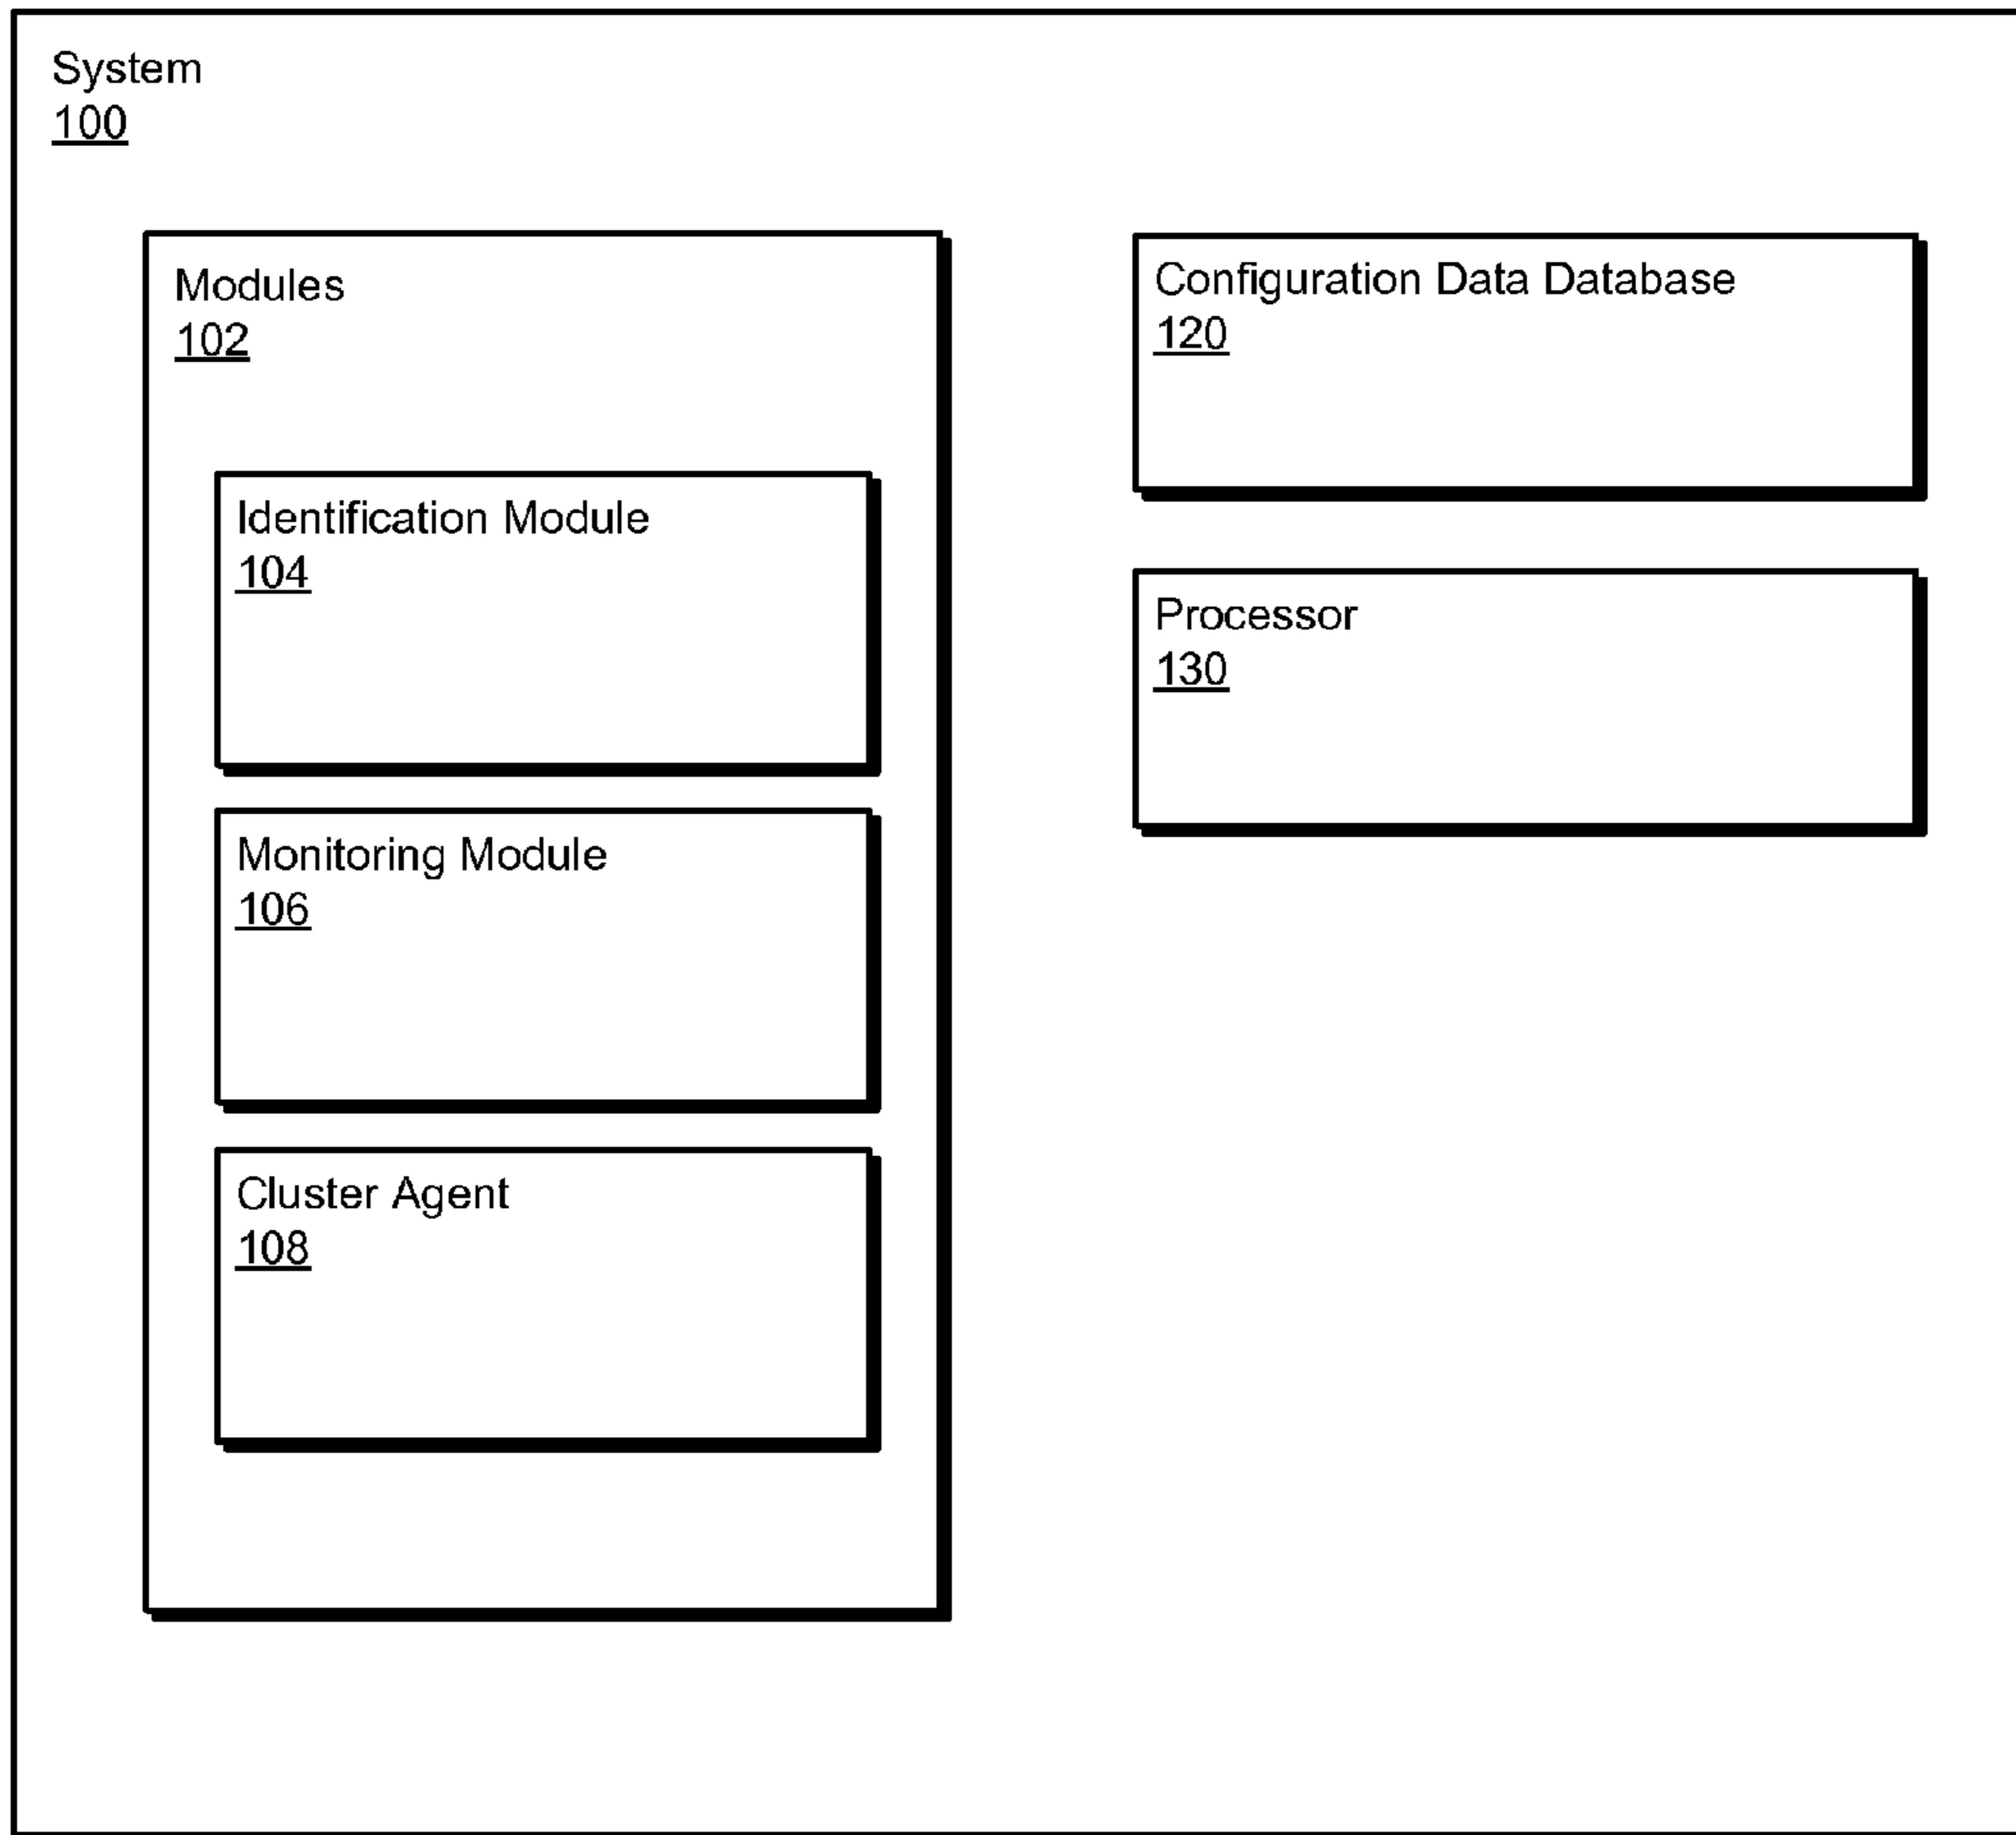 System
100
Modules
102
Identification Module
104
Monitoring Module
106
Cluster Agent
108
Configuration Data Database
120
Processor
130